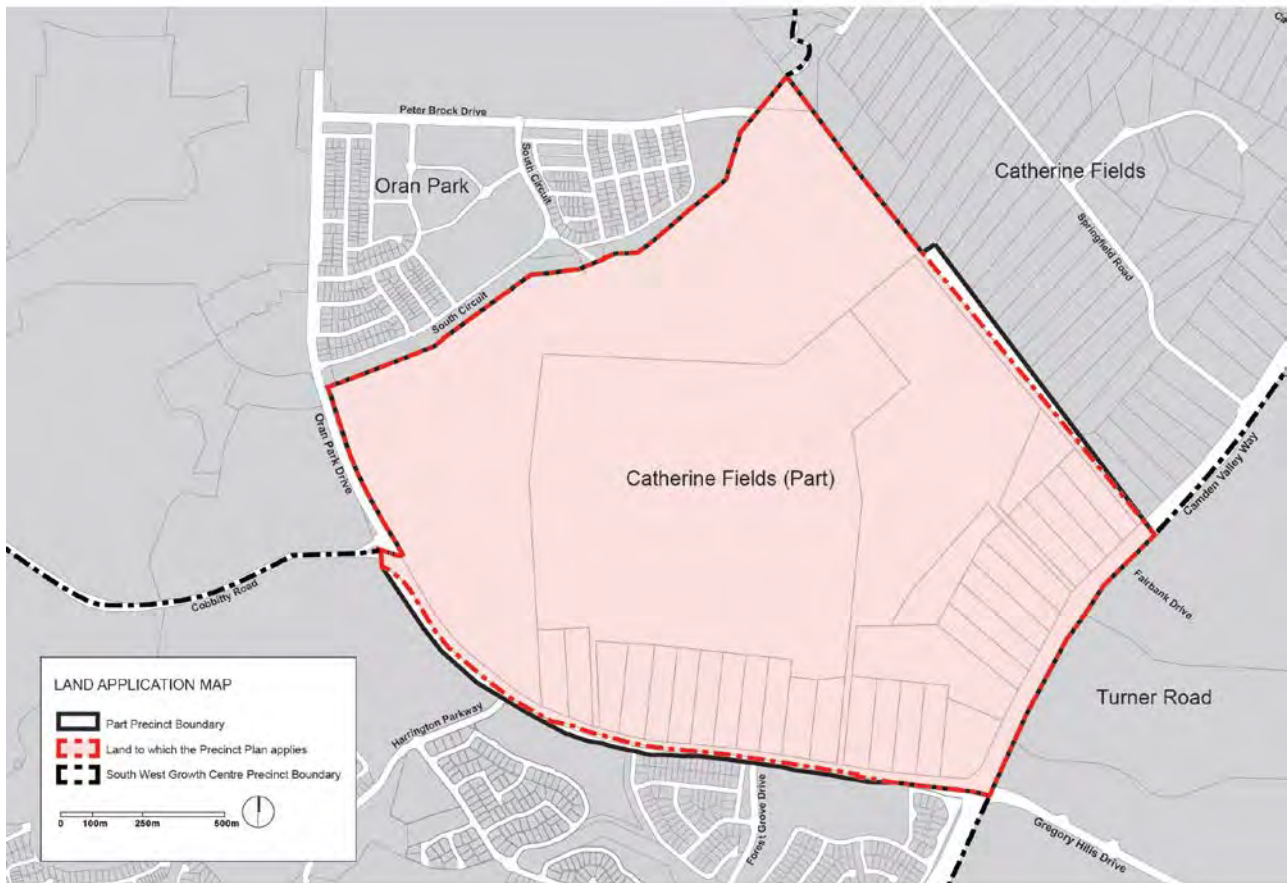 Ca
Peter Brock Drive
Oran Park
South Circuit
Catherine Fields
Springfield Road
South Circuit
Oran Park Drive
Camden Valley Way
Catherine Fields (Part)
Cobbitty Road
Fairbank Drive
Turner Road
Harrington Parkway
Forest Grove Drive
Gregory Hills Drive
LAND APPLICATION MAP
Part Precinct Boundary
Land to which the Precinct Plan applies
South West Growth Centre Precinct Boundary
0 100m 250m 500m